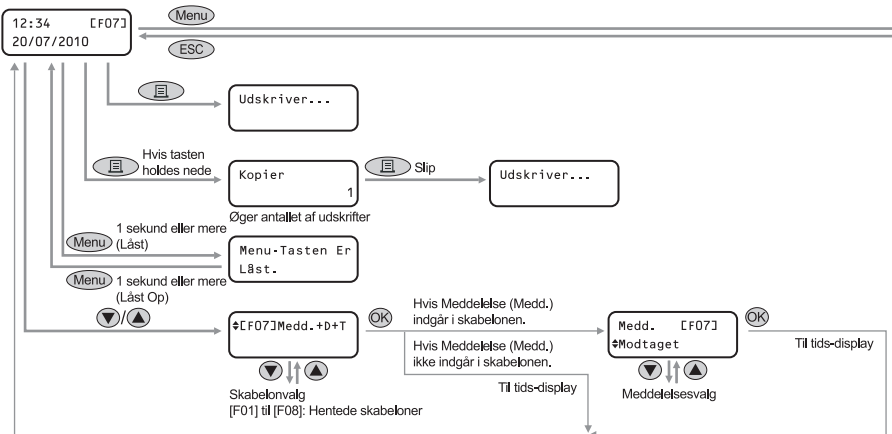 12:34 [F07]
20/07/2010
Menu
ESC
Udskriver...
Hvis tasten
holdes nede
Kopier
1
Slip
Udskriver...
Øger antallet af udskrifter
Menu
1 sekund eller mere
(Låst)
Menu-Tasten Er
Låst.
Menu
1 sekund eller mere
(Låst Op)
/
[F07]Medd.+D+T
OK
Hvis Meddelelse (Medd.)
indgår i skabelonen.
Hvis Meddelelse (Medd.)
ikke indgår i skabelonen.
Medd. [F07]
Modtaget
OK
Til tids-display
Til tids-display
Skabelonvalg
[F01] til [F08]: Hentede skabeloner
Meddelelsesvalg